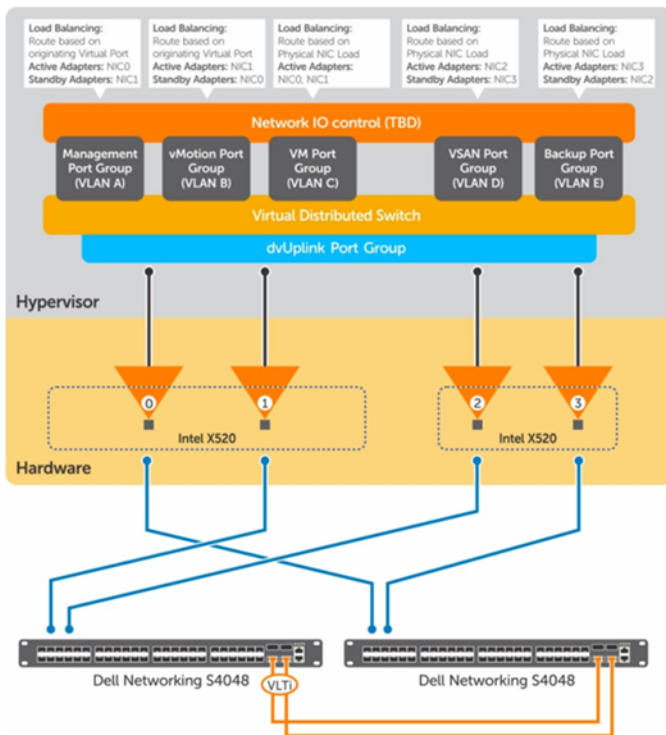 Load Balancing:
Route based on
originating Virtual Port
Active Adapters: NIC0
Standby Adapters: NIC1
Load Balancing:
Route based on
originating Virtual Port
Active Adapters: NIC1
Standby Adapters: NIC0
Load Balancing:
Route based on
Physical NIC Load
Active Adapters:
NIC0, NIC1
Load Balancing:
Route based on
Physical NIC Load
Active Adapters: NIC2
Standby Adapters: NIC3
Load Balancing:
Route based on
Physical NIC Load
Active Adapters: NIC3
Standby Adapters: NIC2
Network IO control (TBD)
Management
Port Group
(VLAN A)
vMotion Port
Group
(VLAN B)
VM Port
Group
(VLAN C)
VSAN Port
Group
(VLAN D)
Backup Port
Group
(VLAN E)
Virtual Distributed Switch
dvUplink Port Group
Hypervisor
0
1
2
3
Intel X520
Intel X520
Hardware
Dell Networking S4048
Dell Networking S4048
VLTi